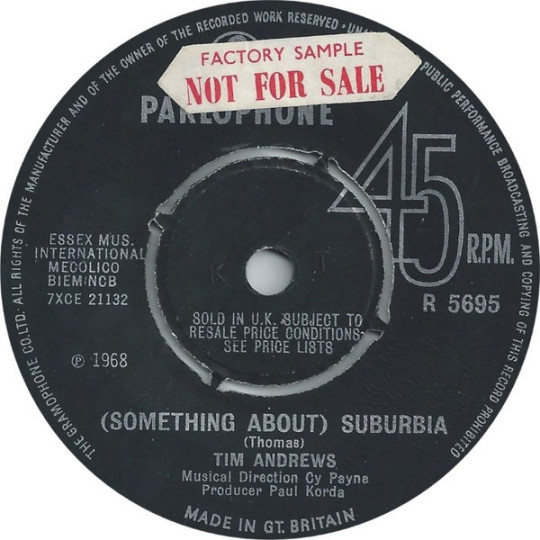 THE GRAMOPHONE CO. LTD. ALL RIGHTS OF THE MANUFACTURER AND OF THE OWNER OF THE RECORDED WORK RESERVED
PUBLIC PERFORMANCE BROADCASTING AND COPYING OF THIS RECORD PROHIBITED
FACTORY SAMPLE
NOT FOR SALE
PARLOPHONE
45
R.P.M.
ESSEX MUS.
INTERNATIONAL
MECOLICO
BIEM/NCB
7XCE 21132
R 5695
K T
SOLD IN U.K. SUBJECT TO
RESALE PRICE CONDITIONS
SEE PRICE LISTS
℗ 1968
(SOMETHING ABOUT) SUBURBIA
(Thomas)
TIM ANDREWS
Musical Direction Cy Payne
Producer Paul Korda
MADE IN GT. BRITAIN